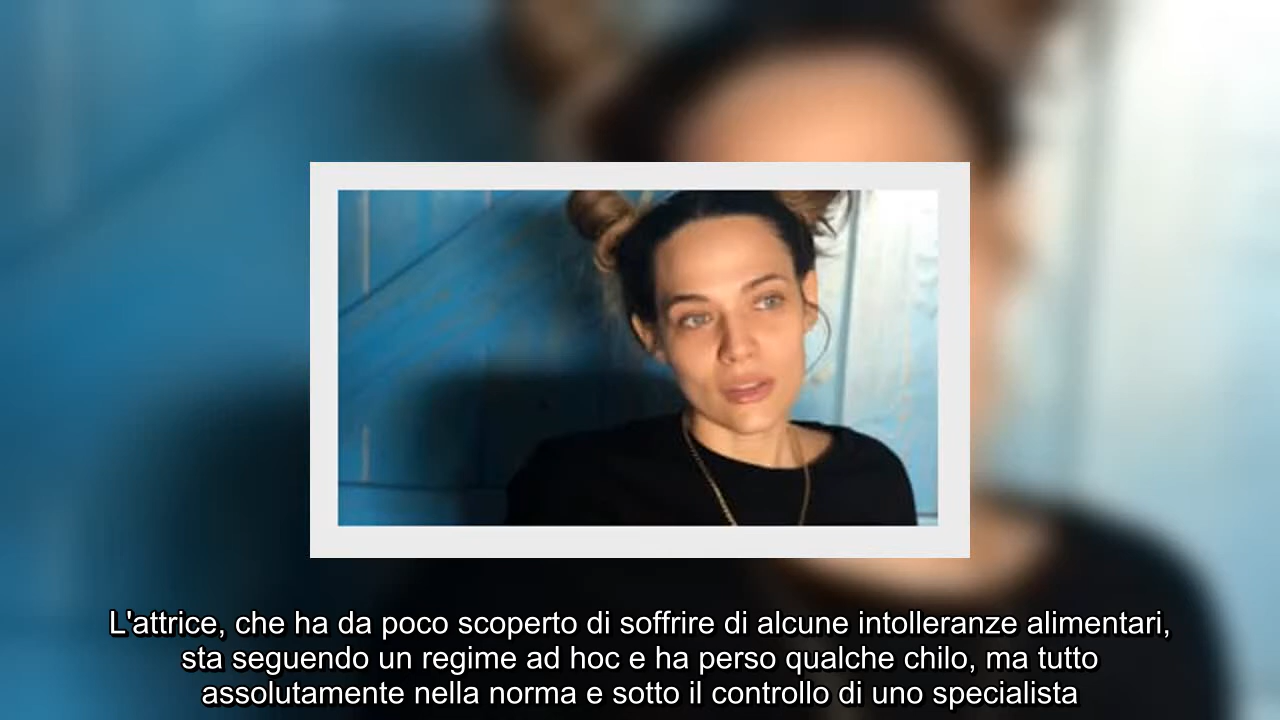 L'attrice, che ha da poco scoperto di soffrire di alcune intolleranze alimentari,
sta seguendo un regime ad hoc e ha perso qualche chilo, ma tutto
assolutamente nella norma e sotto il controllo di uno specialista